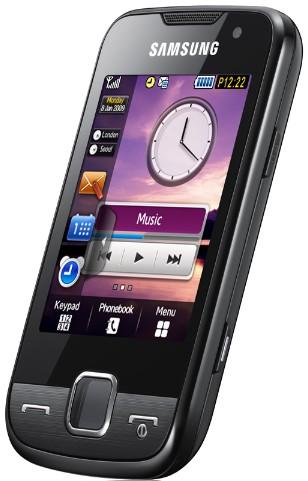 SAMSUNG
P12:22
Monday
8 Jan 2009
London
Seoul
Music
Keypad Phonebook Menu